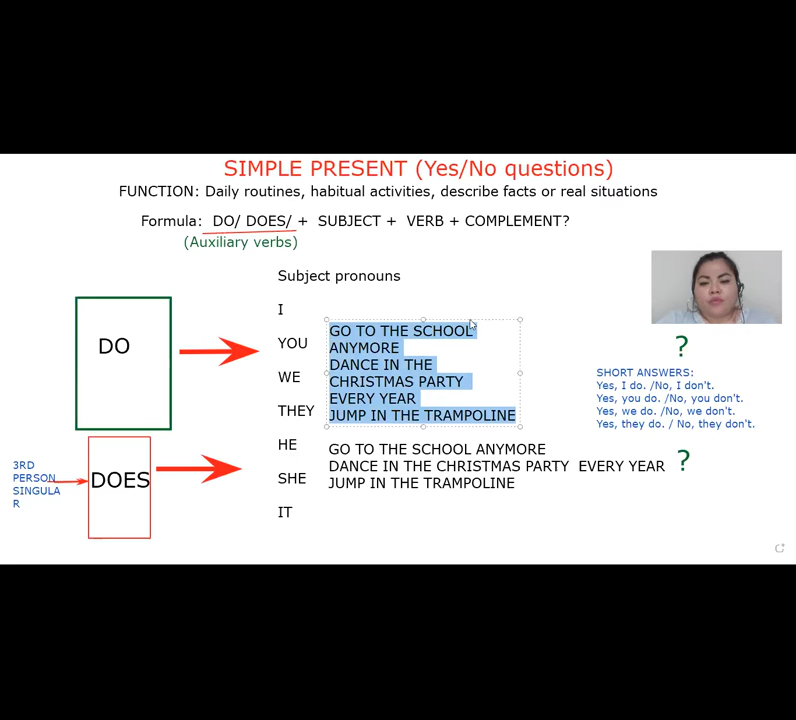 SIMPLE PRESENT (Yes/No questions)
FUNCTION: Daily routines, habitual activities, describe facts or real situations
Formula: DO/ DOES/ + SUBJECT + VERB + COMPLEMENT?
(Auxiliary verbs)
Subject pronouns
DO
I
YOU
WE
THEY
GO TO THE SCHOOL
ANYMORE
DANCE IN THE
CHRISTMAS PARTY
EVERY YEAR
JUMP IN THE TRAMPOLINE
?
SHORT ANSWERS:
Yes, I do. /No, I don't.
Yes, you do. /No, you don't.
Yes, we do. /No, we don't.
Yes, they do. / No, they don't.
3RD
PERSON
SINGULA
R
DOES
HE
SHE
IT
GO TO THE SCHOOL ANYMORE
DANCE IN THE CHRISTMAS PARTY EVERY YEAR
JUMP IN THE TRAMPOLINE
?